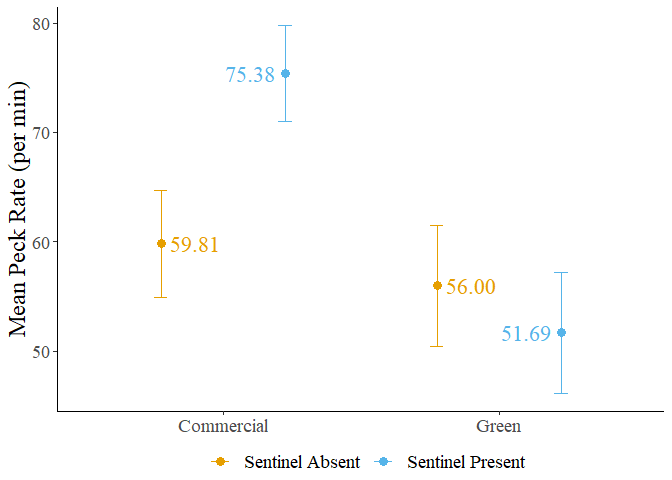 Mean Peck Rate (per min)
80
70
60
50
75.38
59.81
56.00
51.69
Commercial Green
Sentinel Absent Sentinel Present